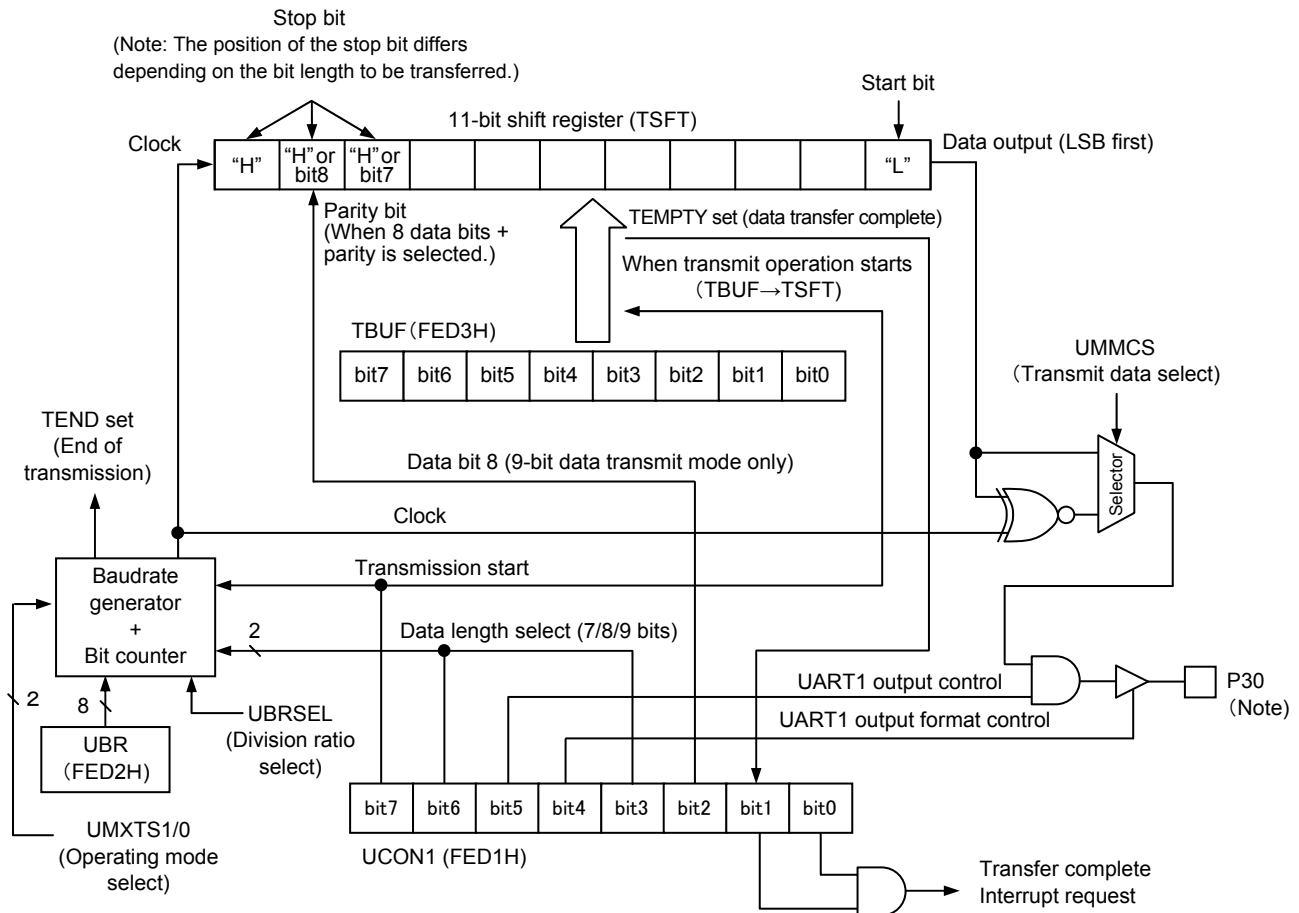 Stop bit
(Note: The position of the stop bit differs
depending on the bit length to be transferred.)
Start bit
11-bit shift register (TSFT)
Clock
Data output (LSB first)
“H”
“H” or
bit8
“H” or
bit7
“L”
Parity bit
(When 8 data bits +
parity is selected.)
TEMPTY set (data transfer complete)
When transmit operation starts
(TBUF→TSFT)
TBUF (FED3H)
bit7 bit6 bit5 bit4 bit3 bit2 bit1 bit0
UMMCS
(Transmit data select)
TEND set
(End of
transmission)
Data bit 8 (9-bit data transmit mode only)
Selector
Clock
Baudrate
generator
+
Bit counter
Transmission start
2
Data length select (7/8/9 bits)
2
8
UBRSEL
(Division ratio
select)
UBR
(FED2H)
UART1 output control
UART1 output format control
P30
(Note)
bit7 bit6 bit5 bit4 bit3 bit2 bit1 bit0
UCON1 (FED1H)
UMXTS1/0
(Operating mode
select)
Transfer complete
Interrupt request